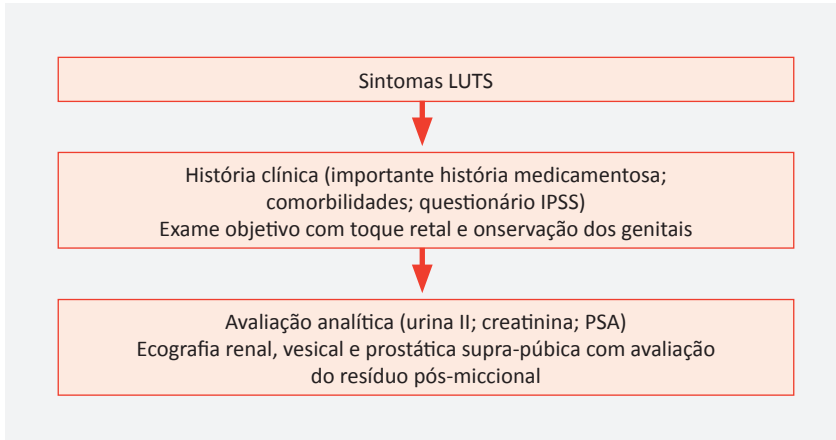 Sintomas LUTS
História clínica (importante história medicamentosa;
comorbilidades; questionário IPSS)
Exame objetivo com toque retal e onservação dos genitais
Avaliação analítica (urina II; creatinina; PSA)
Ecografia renal, vesical e prostática supra-púbica com avaliação
do resíduo pós-miccional